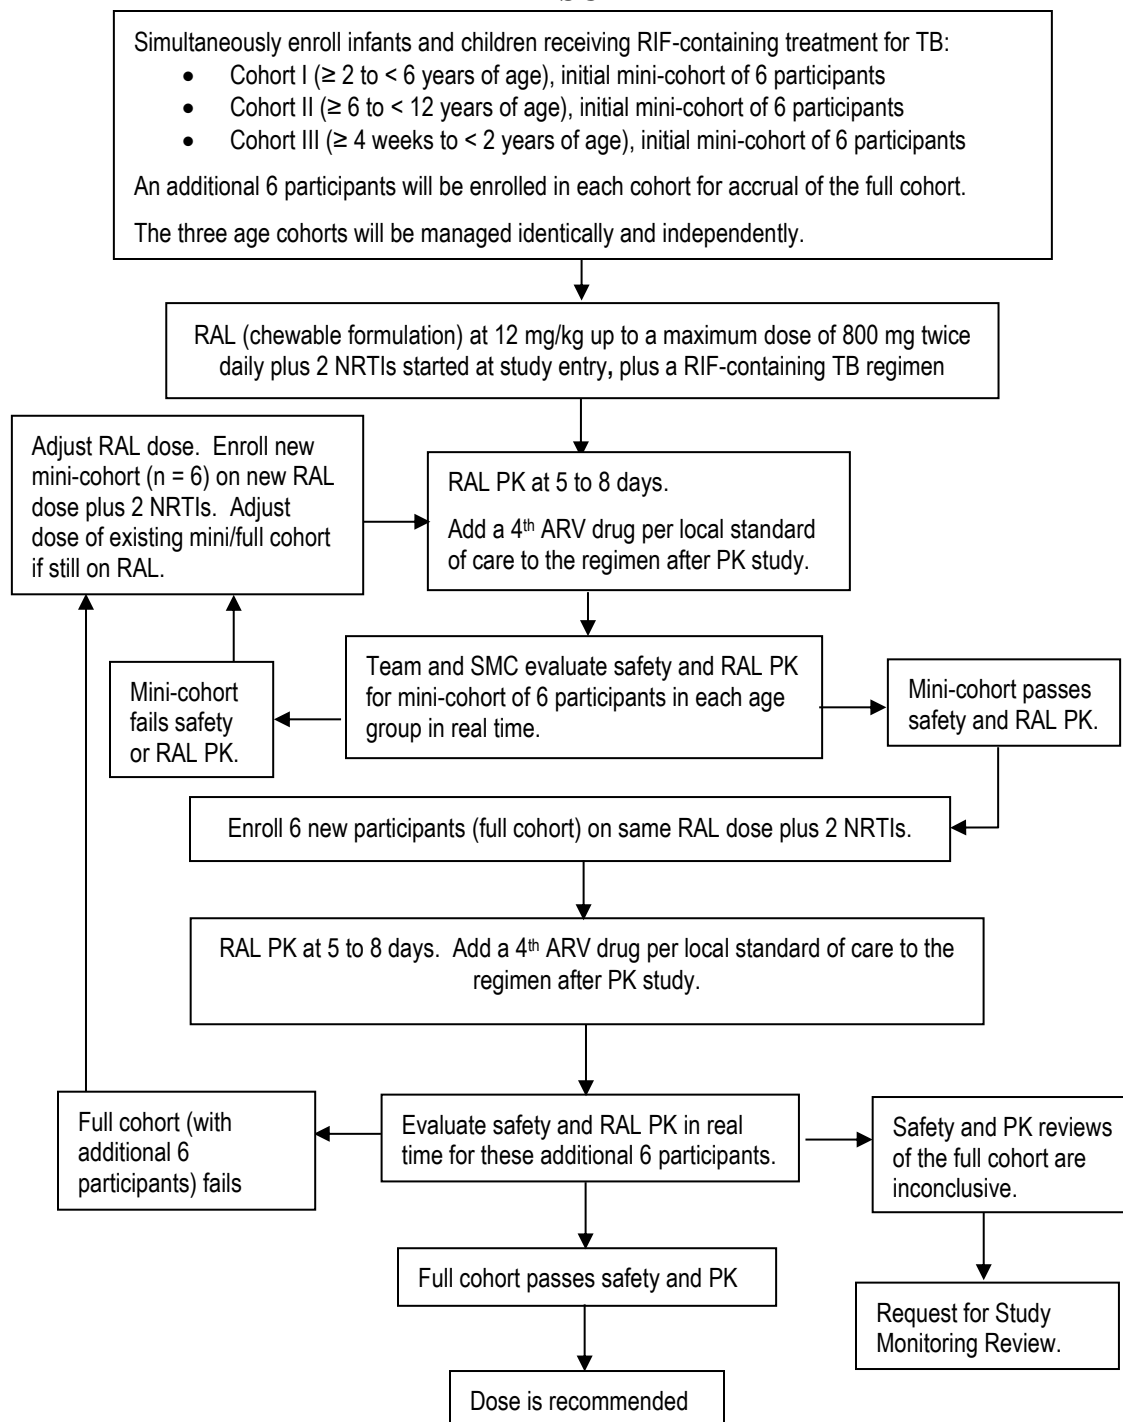 Simultaneously enroll infants and children receiving RIF-containing treatment for TB:
• Cohort I (≥ 2 to < 6 years of age), initial mini-cohort of 6 participants
• Cohort II (≥ 6 to < 12 years of age), initial mini-cohort of 6 participants
• Cohort III (≥ 4 weeks to < 2 years of age), initial mini-cohort of 6 participants
An additional 6 participants will be enrolled in each cohort for accrual of the full cohort.
The three age cohorts will be managed identically and independently.
RAL (chewable formulation) at 12 mg/kg up to a maximum dose of 800 mg twice
daily plus 2 NRTIs started at study entry, plus a RIF-containing TB regimen
Adjust RAL dose. Enroll new
mini-cohort (n = 6) on new RAL
dose plus 2 NRTIs. Adjust
dose of existing mini/full cohort
if still on RAL.
RAL PK at 5 to 8 days.
Add a 4th ARV drug per local standard
of care to the regimen after PK study.
Mini-cohort
fails safety
or RAL PK.
Team and SMC evaluate safety and RAL PK
for mini-cohort of 6 participants in each age
group in real time.
Mini-cohort passes
safety and RAL PK.
Enroll 6 new participants (full cohort) on same RAL dose plus 2 NRTIs.
RAL PK at 5 to 8 days. Add a 4th ARV drug per local standard of care to the
regimen after PK study.
Full cohort (with
additional 6
participants) fails
Evaluate safety and RAL PK in real
time for these additional 6 participants.
Safety and PK reviews
of the full cohort are
inconclusive.
Full cohort passes safety and PK
Request for Study
Monitoring Review.
Dose is recommended